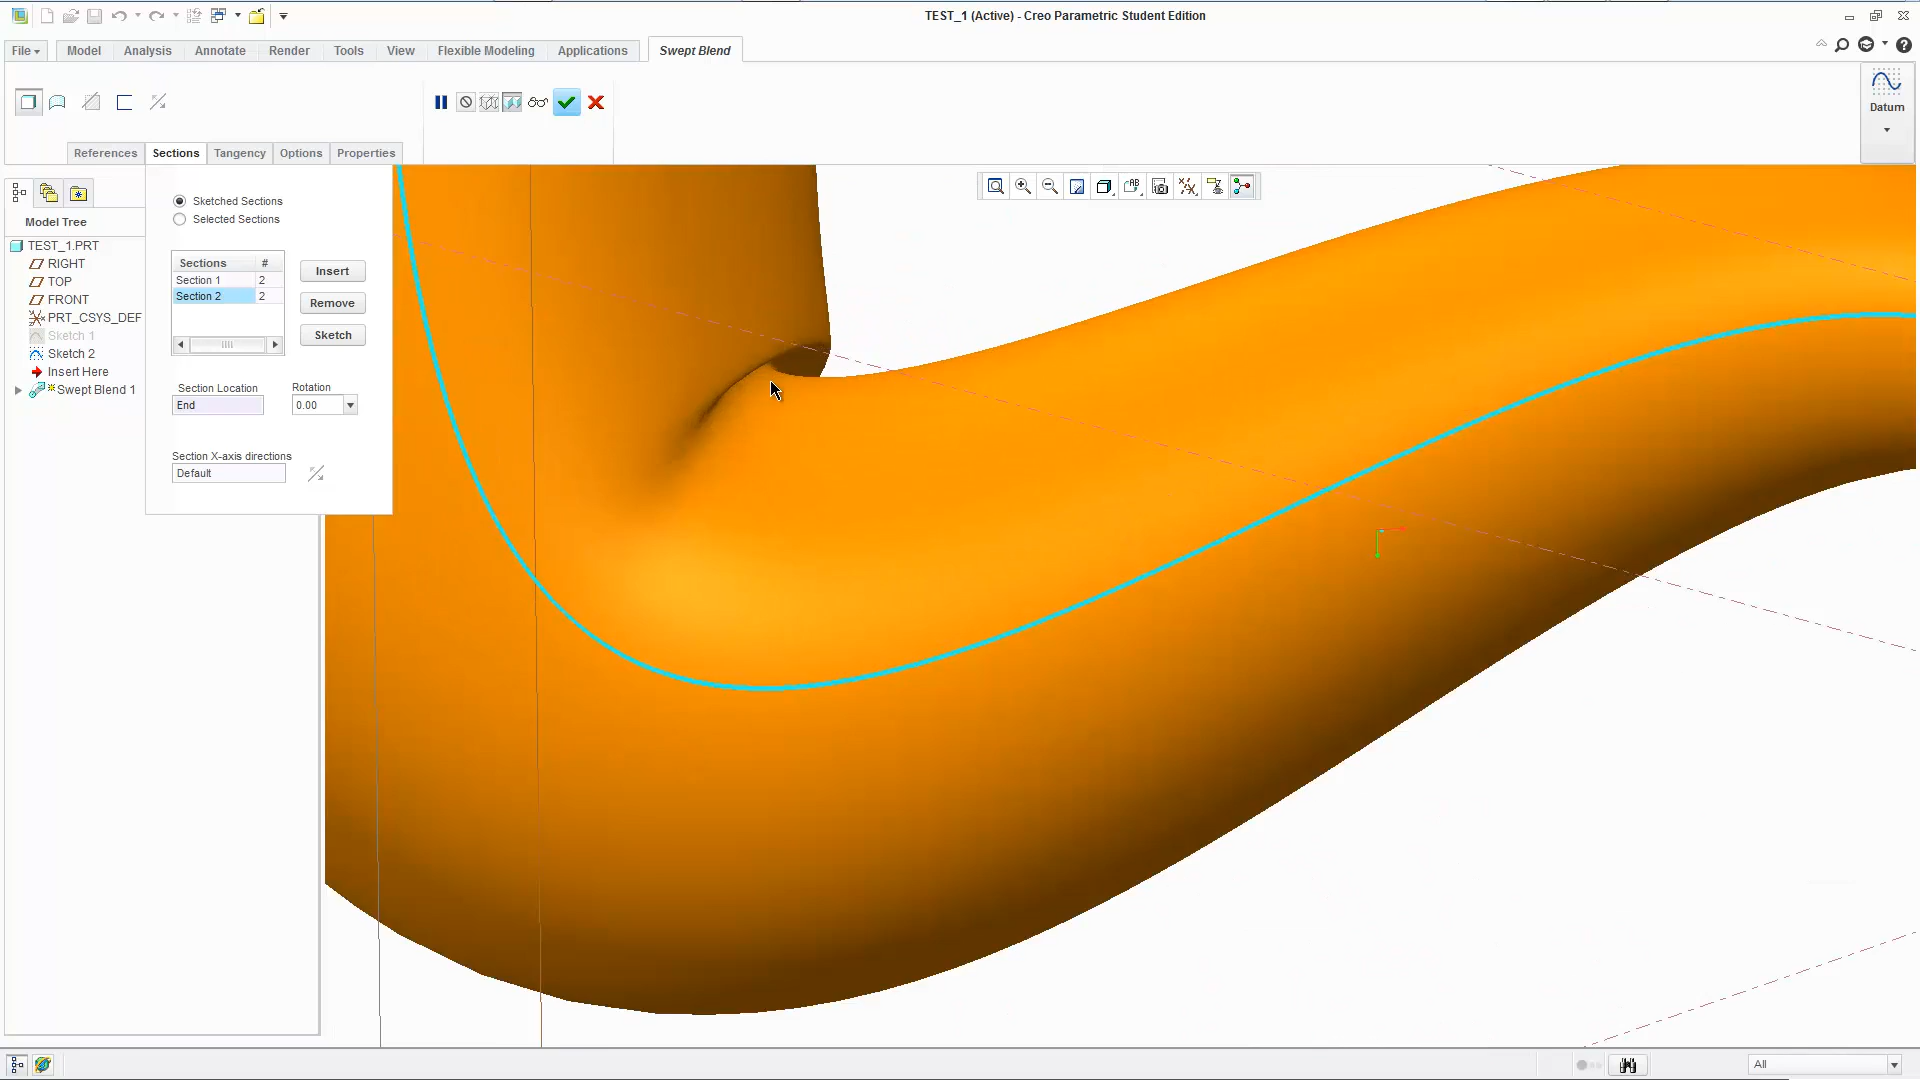 TEST_1 (Active) - Creo Parametric Student Edition
File Model Analysis Annotate Render Tools View Flexible Modeling Applications Swept Blend
Datum
References Sections Tangency Options Properties
Model Tree
TEST_1.PRT
RIGHT
TOP
FRONT
PRT_CSYS_DEF
Sketch 1
Sketch 2
Insert Here
Swept Blend 1
Sketched Sections
Selected Sections
Sections #
Section 1 2
Section 2 2
Insert
Remove
Sketch
Section Location
End
Rotation
0.00
Section X-axis directions
Default
All